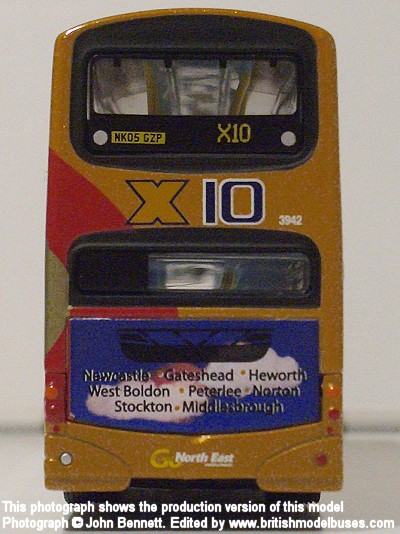 NK05 GZP X10
X10
3942
Newcastle • Gateshead • Heworth
West Boldon • Peterlee • Norton
Stockton • Middlesbrough
Go North East
This photograph shows the production version of this model
Photograph © John Bennett. Edited by www.britishmodelbuses.com.